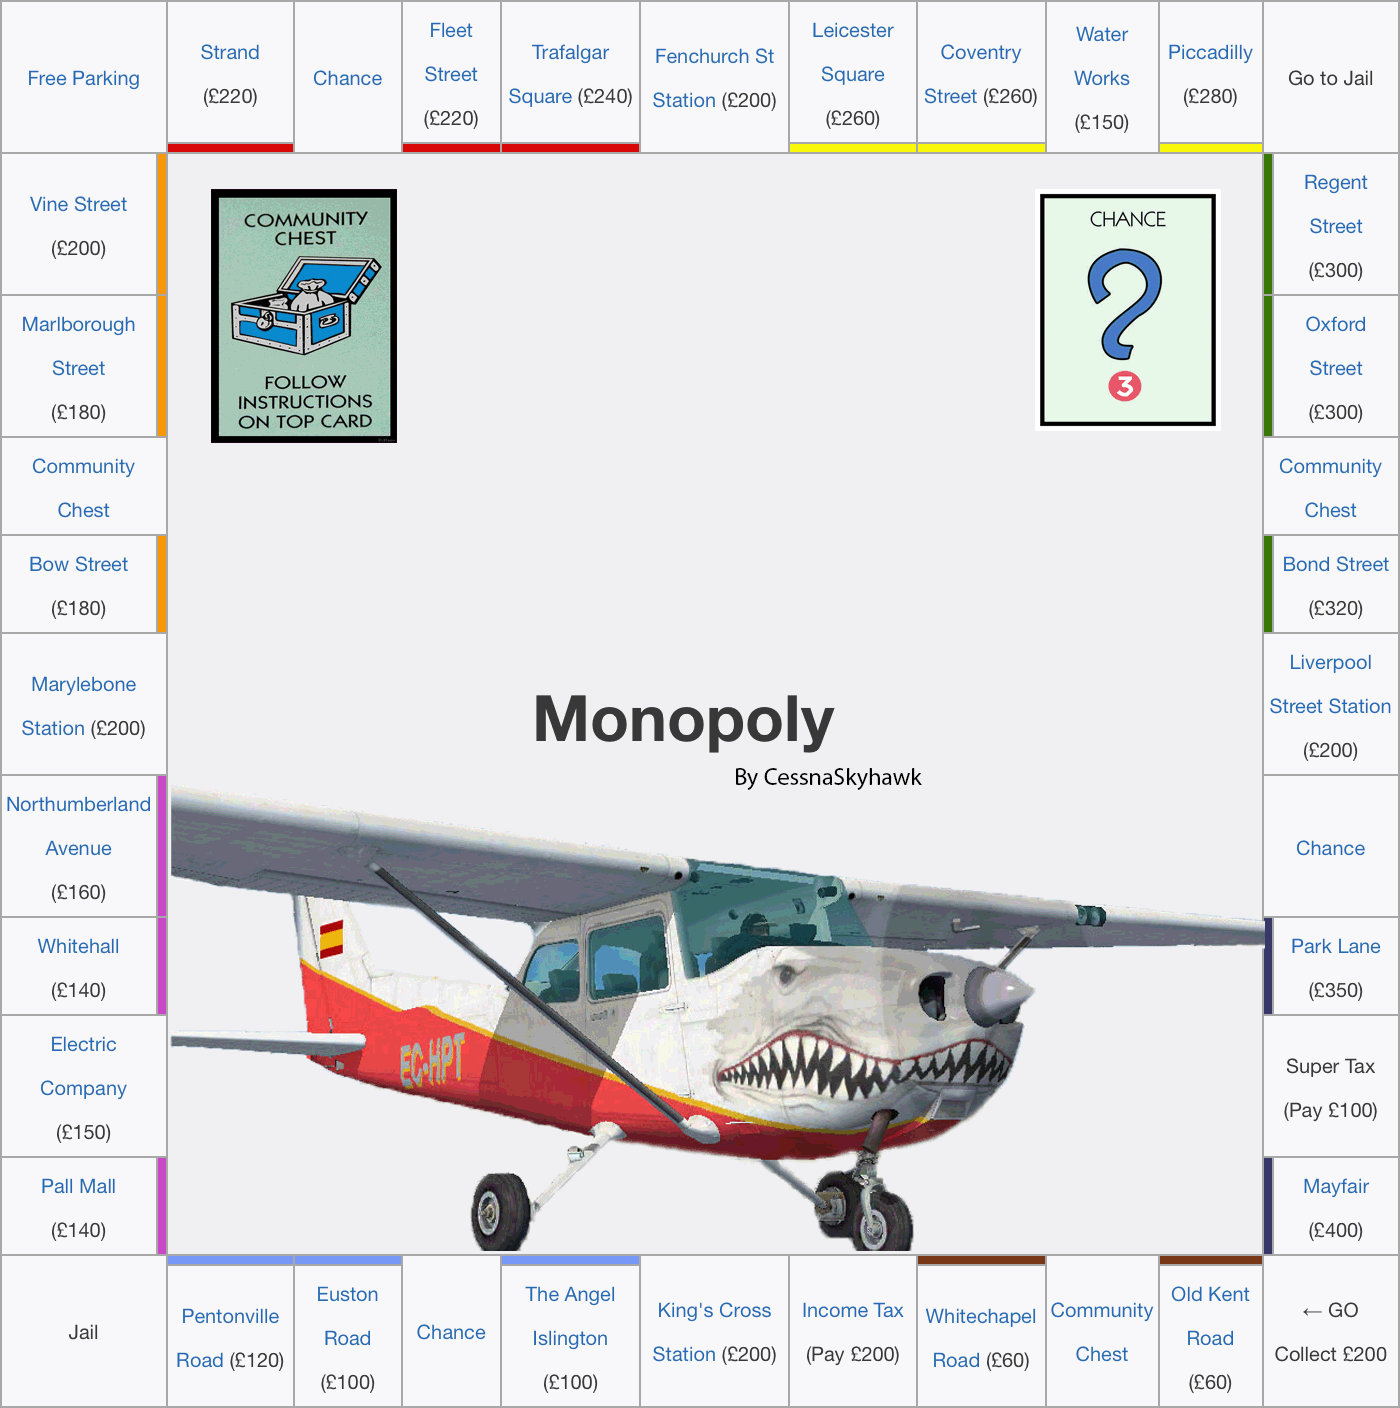 Free Parking
Strand
(£220)
Chance
Fleet
Street
(£220)
Trafalgar
Square (£240)
Fenchurch St
Station (£200)
Leicester
Square
(£260)
Coventry
Street (£260)
Water
Works
(£150)
Piccadilly
(£280)
Go to Jail
Vine Street
(£200)
Marlborough
Street
(£180)
Community
Chest
Bow Street
(£180)
Marylebone
Station (£200)
Northumberland
Avenue
(£160)
Whitehall
(£140)
Electric
Company
(£150)
Pall Mall
(£140)
COMMUNITY
CHEST
FOLLOW
INSTRUCTIONS
ON TOP CARD
CHANCE
?
3
Monopoly
By CessnaSkyhawk
EC-HPT
Regent
Street
(£300)
Oxford
Street
(£300)
Community
Chest
Bond Street
(£320)
Liverpool
Street Station
(£200)
Chance
Park Lane
(£350)
Super Tax
(Pay £100)
Mayfair
(£400)
Jail
Pentonville
Road (£120)
Euston
Road
(£100)
Chance
The Angel
Islington
(£100)
King's Cross
Station (£200)
Income Tax
(Pay £200)
Whitechapel
Road (£60)
Community
Chest
Old Kent
Road
(£60)
← GO
Collect £200